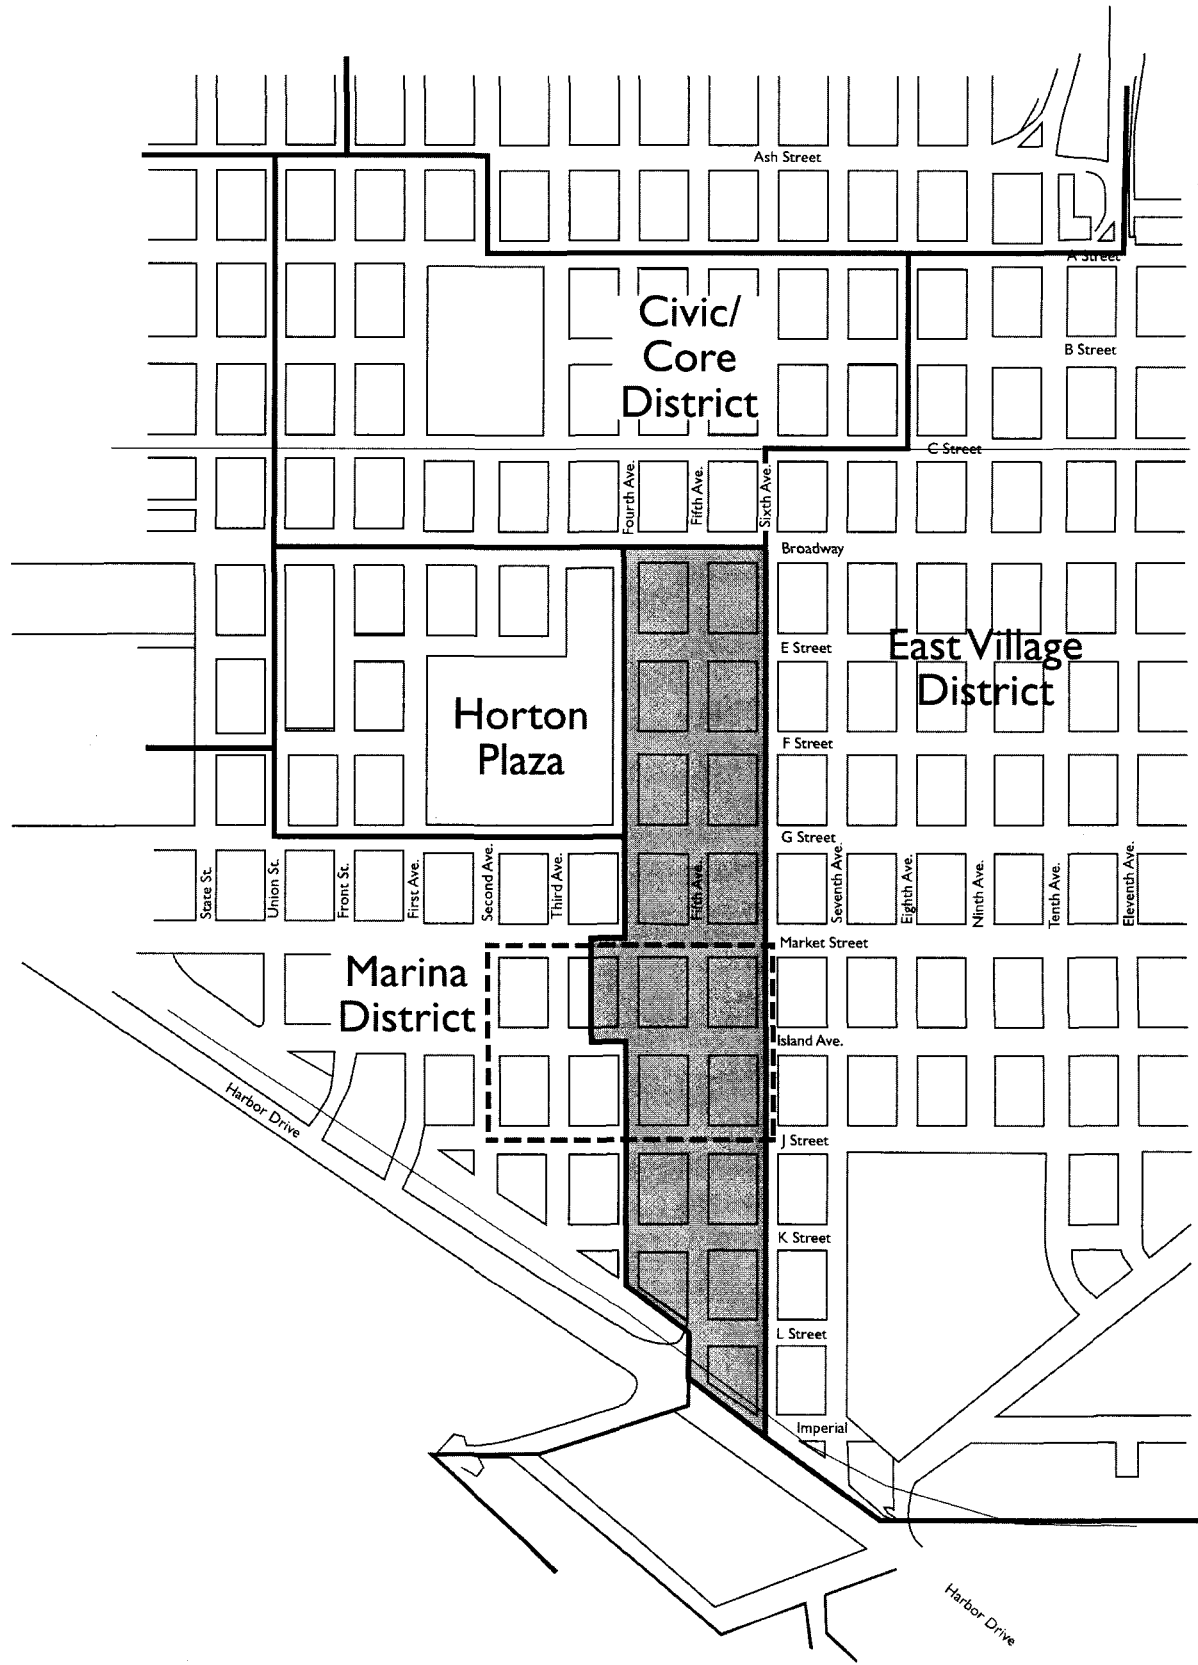 Ash Street
A Street
Civic/
Core
District
B Street
C Street
Fourth Ave.
Fifth Ave.
Sixth Ave.
Broadway
E Street
East Village
District
Horton
Plaza
F Street
G Street
State St.
Union St.
Front St.
First Ave.
Second Ave.
Third Ave.
Fifth Ave.
Seventh Ave.
Eighth Ave.
Ninth Ave.
Tenth Ave.
Eleventh Ave.
Market Street
Marina
District
Island Ave.
Harbor Drive
J Street
K Street
L Street
Imperial
Harbor Drive